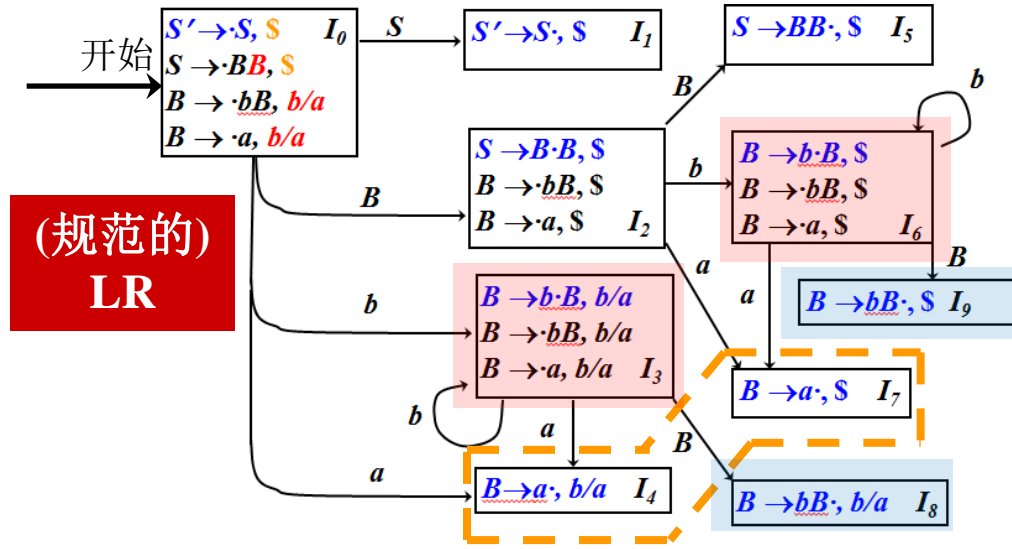 开始
S′→·S, $ I0
S →·BB, $
B → ·bB, b/a
B → ·a, b/a
S
S′→S·, $ I1
S →BB·, $ I5
B
b
S →B·B, $
B →·bB, $
B →·a, $ I2
b
B →b·B, $
B →·bB, $
B →·a, $ I6
B
(规范的)
LR
a
a
B
B →bB·, $ I9
b
B →b·B, b/a
B →·bB, b/a
B →·a, b/a I3
B →a·, $ I7
b
a
B
a
B→a·, b/a I4
B →bB·, b/a I8